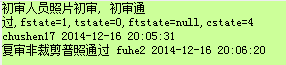 初审人员照片初审，初审通
过,fstate=1,tstate=0,ftstate=null,cstate=4
chushen17 2014-12-16 20:05:31
复审非裁剪普照通过 fuhe2 2014-12-16 20:06:20